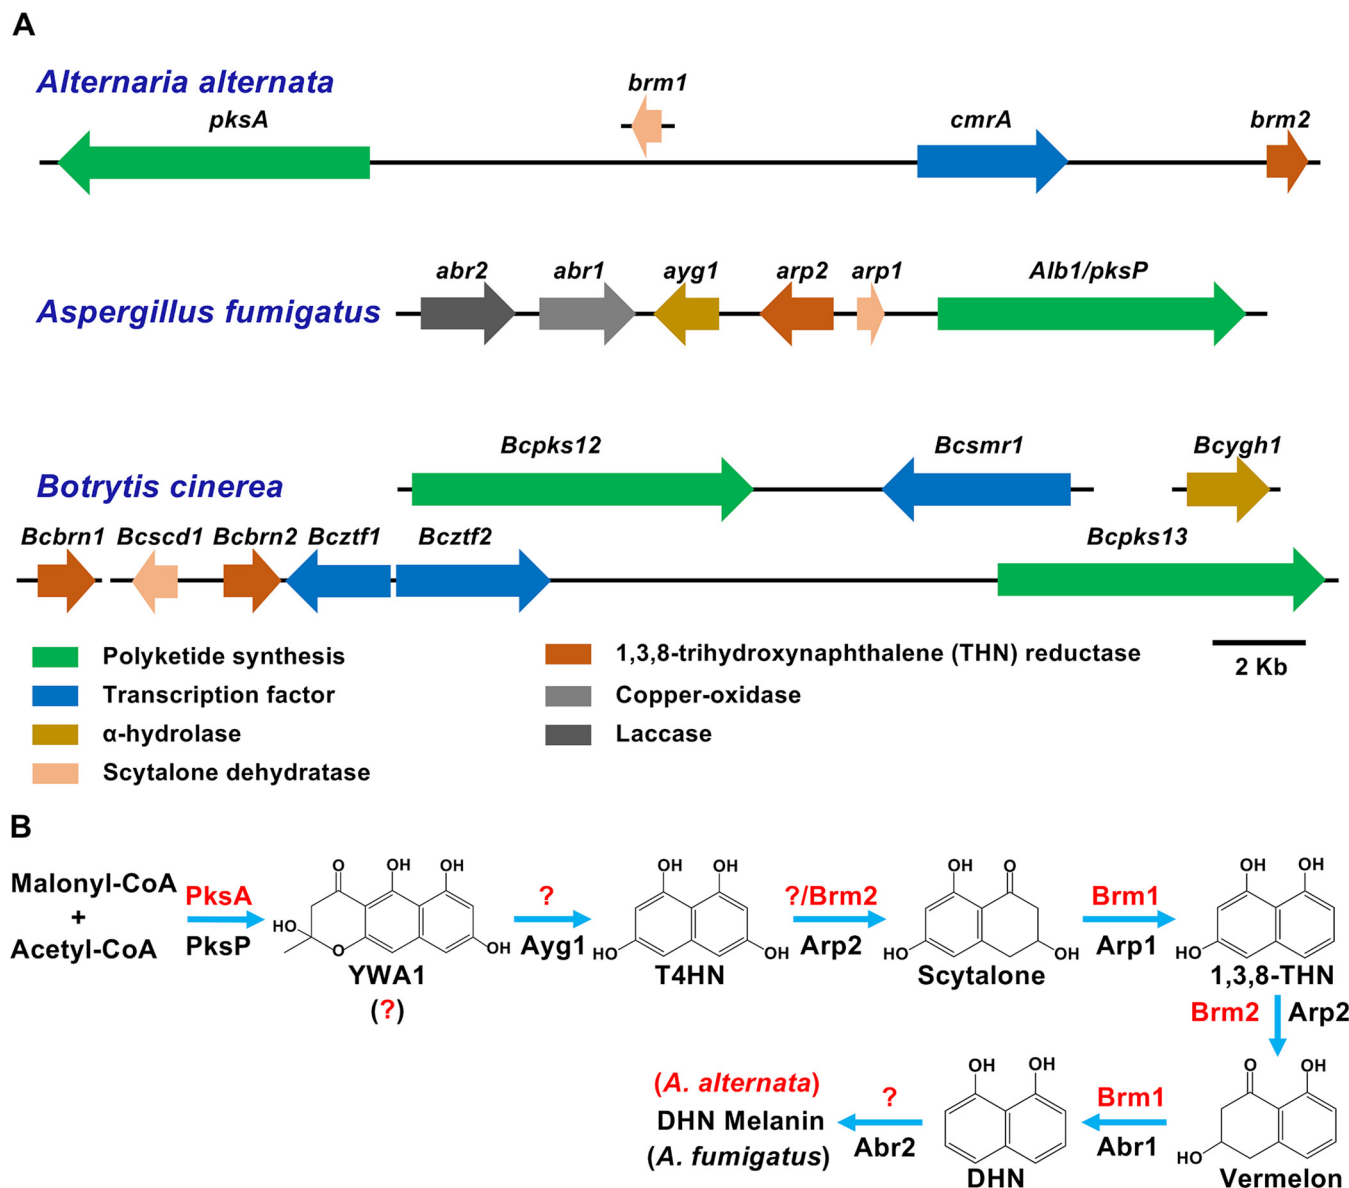 A
Alternaria alternata
brm1
pksA
cmrA
brm2
abr2
abr1
ayg1
arp2
arp1
Alb1/pksP
Aspergillus fumigatus
Bcpks12
Bcsmr1
Bcygh1
Botrytis cinerea
Bcbrn1
Bcscd1
Bcbrn2
Bcztf1
Bcztf2
Bcpks13
Polyketide synthesis
Transcription factor
α-hydrolase
Scytalone dehydratase
1,3,8-trihydroxynaphthalene (THN) reductase
Copper-oxidase
Laccase
2 Kb
B
Malonyl-CoA
+
Acetyl-CoA
PksA
PksP
O
OH
OH
HO
O
OH
YWA1
(?)
?
Ayg1
OH
OH
HO
OH
T4HN
?/Brm2
Arp2
OH
O
HO
OH
Scytalone
Brm1
Arp1
OH
OH
HO
1,3,8-THN
Brm2
Arp2
O
OH
HO
Vermelon
Brm1
Abr1
OH
OH
DHN
?
Abr2
(A. alternata)
DHN Melanin
(A. fumigatus)